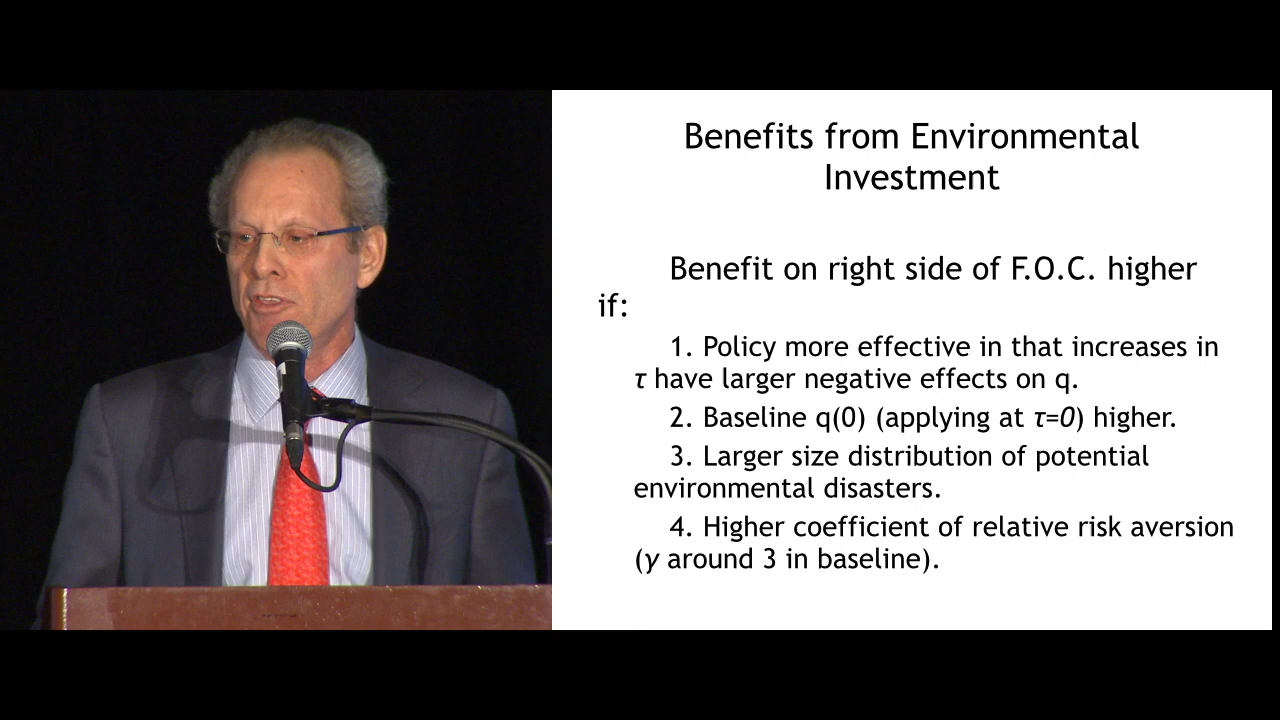 Benefits from Environmental
Investment
Benefit on right side of F.O.C. higher
if:
1. Policy more effective in that increases in
τ have larger negative effects on q.
2. Baseline q(0) (applying at τ=0) higher.
3. Larger size distribution of potential
environmental disasters.
4. Higher coefficient of relative risk aversion
(γ around 3 in baseline).